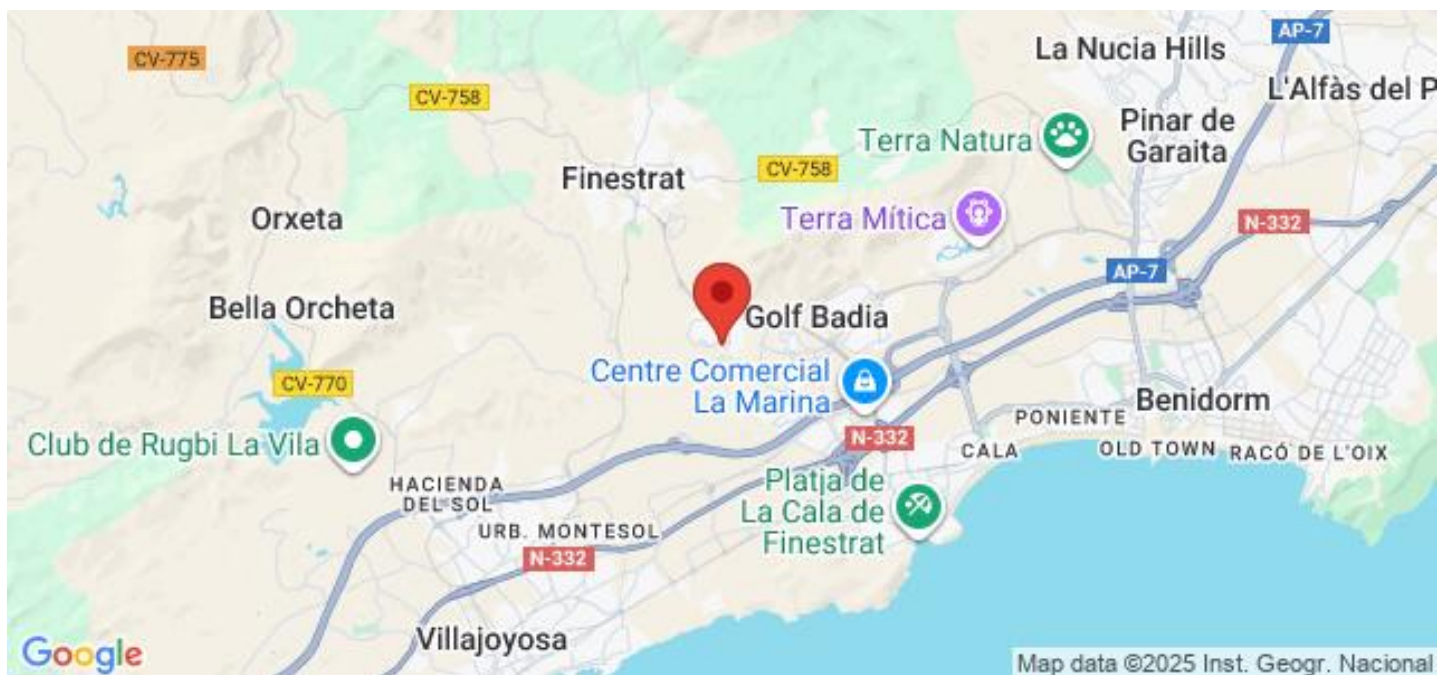 CV-775
CV-758
AP-7
La Nucia Hills
L'Alfàs del P
Terra Natura
Pinar de
Garaita
Finestrat
CV-758
Orxeta
Terra Mítica
N-332
AP-7
Bella Orcheta
Golf Badia
Centre Comercial
La Marina
CV-770
Benidorm
PONIENTE
Club de Rugbi La Vila
N-332
CALA
OLD TOWN
RACÓ DE L'OIX
HACIENDA
DEL SOL
Platja de
La Cala de
Finestrat
URB. MONTESOL
N-332
Villajoyosa
Google
Map data ©2025 Inst. Geogr. Nacional